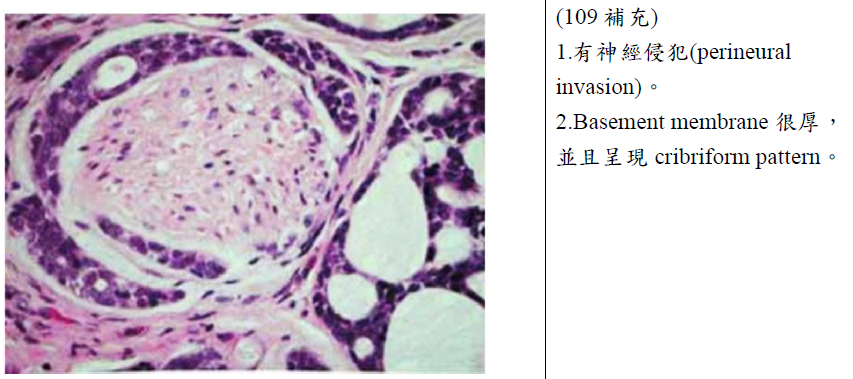 (109 補充)
1.有神經侵犯(perineural
invasion)。
2.Basement membrane 很厚，
並且呈現 cribriform pattern。